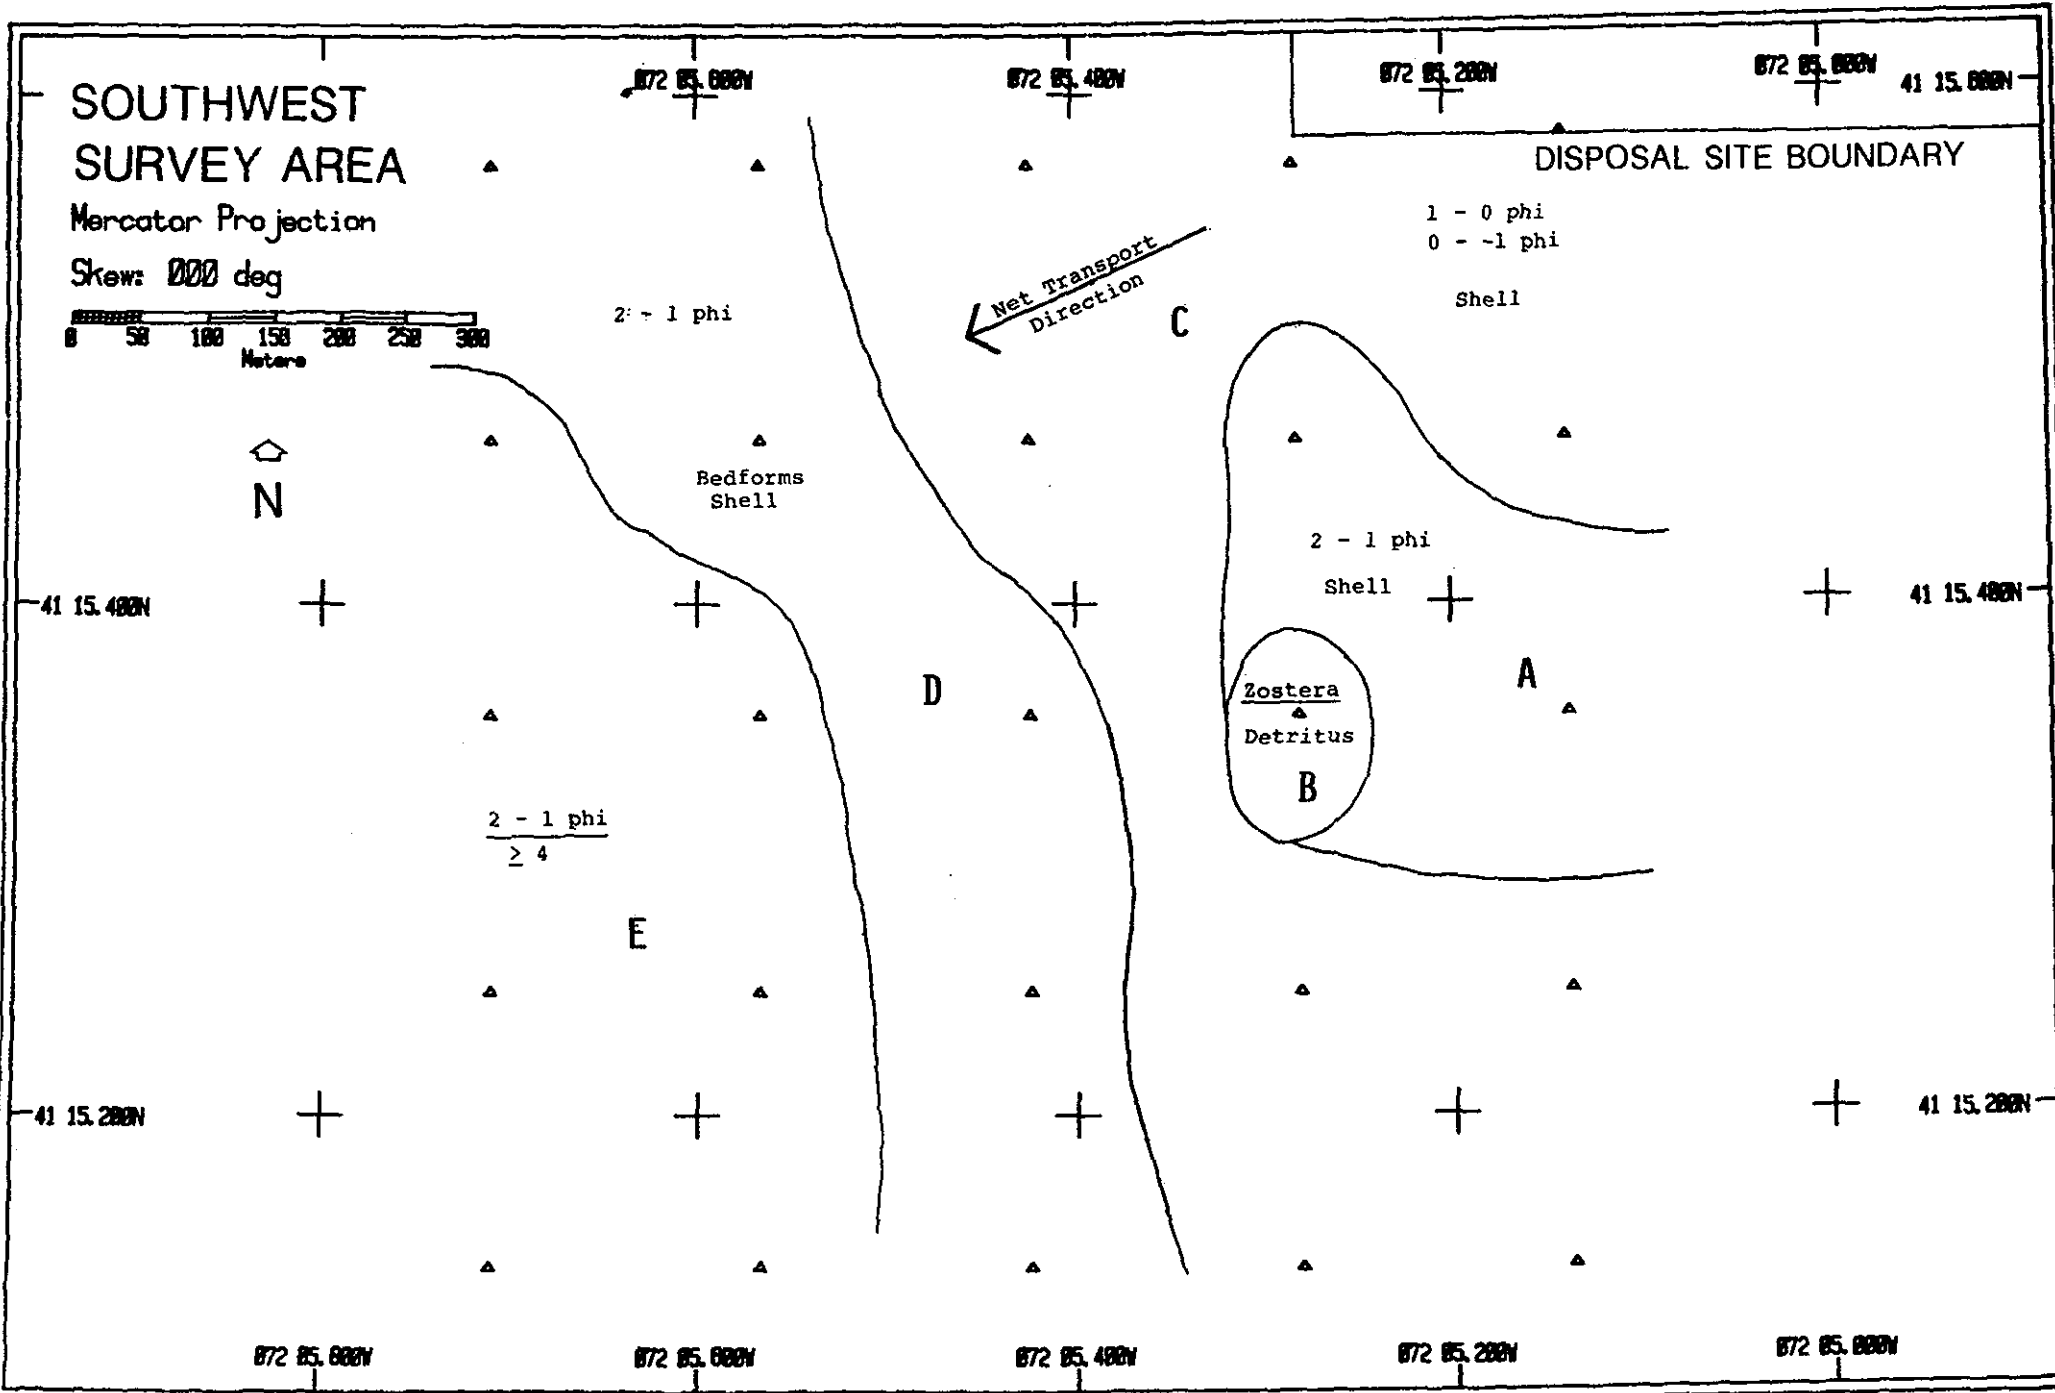 072 05.600W
072 05.400W
072 05.200W
072 05.000W
41 15.600N
SOUTHWEST
SURVEY AREA
Mercator Projection
Skew: 000 deg
0 50 100 150 200 250 300
Meters
DISPOSAL SITE BOUNDARY
1 - 0 phi
0 - -1 phi
Shell
Net Transport
Direction
C
2 - 1 phi
N
Bedforms
Shell
2 - 1 phi
Shell
41 15.400N
41 15.400N
A
D
Zostera
Detritus
B
2 - 1 phi
≥ 4
E
41 15.200N
41 15.200N
072 05.800W
072 05.600W
072 05.400W
072 05.200W
072 05.000W